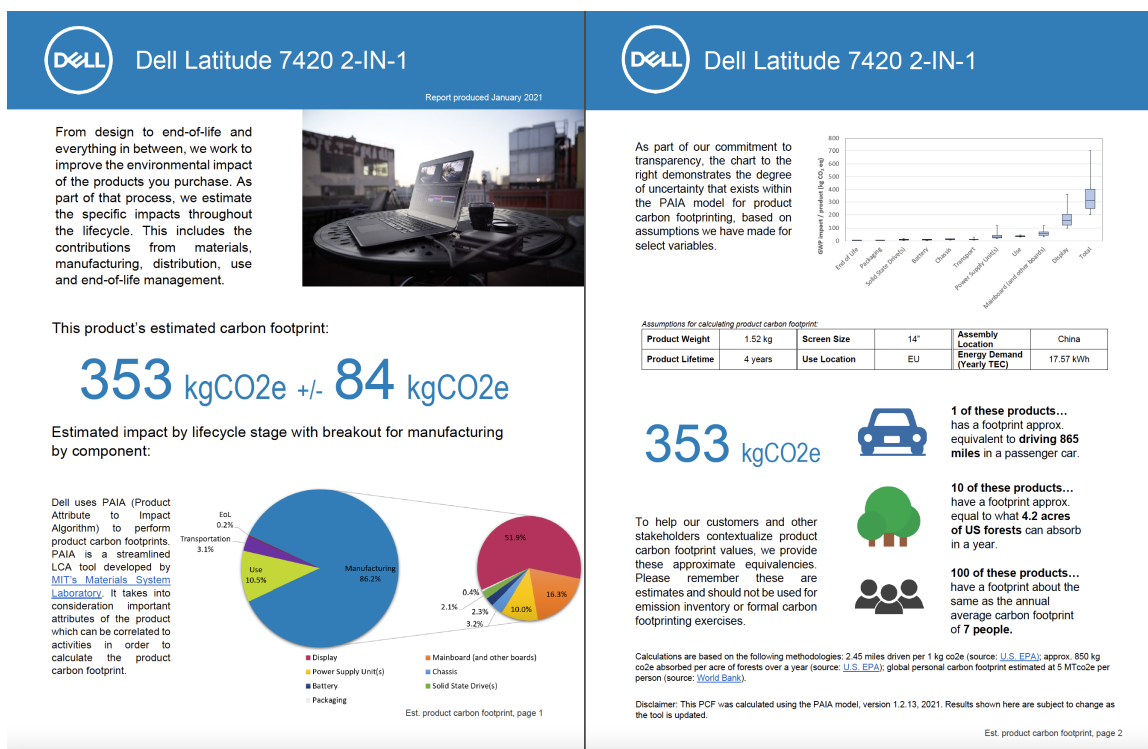 DELL
Dell Latitude 7420 2-IN-1
Report produced January 2021
From design to end-of-life and
everything in between, we work to
improve the environmental impact
of the products you purchase. As
part of that process, we estimate
the specific impacts throughout
the lifecycle. This includes the
contributions from materials,
manufacturing, distribution, use
and end-of-life management.
This product's estimated carbon footprint:
353 kgCO2e +/- 84 kgCO2e
Estimated impact by lifecycle stage with breakout for manufacturing
by component:
Dell uses PAIA (Product
Attribute to Impact
Algorithm) to perform
product carbon footprints.
PAIA is a streamlined
LCA tool developed by
MIT's Materials System
Laboratory. It takes into
consideration important
attributes of the product
which can be correlated to
activities in order to
calculate the product
carbon footprint.
EoL
0.2%
Transportation
3.1%
Use
10.5%
Manufacturing
86.2%
51.9%
16.3%
10.0%
3.2%
2.3%
2.1%
0.4%
Display
Mainboard (and other boards)
Power Supply Unit(s)
Chassis
Battery
Solid State Drive(s)
Packaging
Est. product carbon footprint, page 1
DELL
Dell Latitude 7420 2-IN-1
As part of our commitment to
transparency, the chart to the
right demonstrates the degree
of uncertainty that exists within
the PAIA model for product
carbon footprinting, based on
assumptions we have made for
select variables.
GWP impact / product (kg CO2 eq)
800
700
600
500
400
300
200
100
0
End of Life
Packaging
Solid State Drive(s)
Battery
Chassis
Transport
Power Supply Unit(s)
Use
Mainboard (and other boards)
Display
Total
Assumptions for calculating product carbon footprint:
Product Weight 1.52 kg Screen Size 14" Assembly Location China
Product Lifetime 4 years Use Location EU Energy Demand (Yearly TEC) 17.57 kWh
353 kgCO2e
1 of these products…
has a footprint approx.
equivalent to driving 865
miles in a passenger car.
10 of these products…
have a footprint approx.
equal to what 4.2 acres
of US forests can absorb
in a year.
100 of these products…
have a footprint about the
same as the annual
average carbon footprint
of 7 people.
To help our customers and other
stakeholders contextualize product
carbon footprint values, we provide
these approximate equivalencies.
Please remember these are
estimates and should not be used for
emission inventory or formal carbon
footprinting exercises.
Calculations are based on the following methodologies: 2.45 miles driven per 1 kg co2e (source: U.S. EPA); approx. 850 kg
co2e absorbed per acre of forests over a year (source: U.S. EPA); global personal carbon footprint estimated at 5 MTco2e per
person (source: World Bank).
Disclaimer: This PCF was calculated using the PAIA model, version 1.2.13, 2021. Results shown here are subject to change as
the tool is updated.
Est. product carbon footprint, page 2